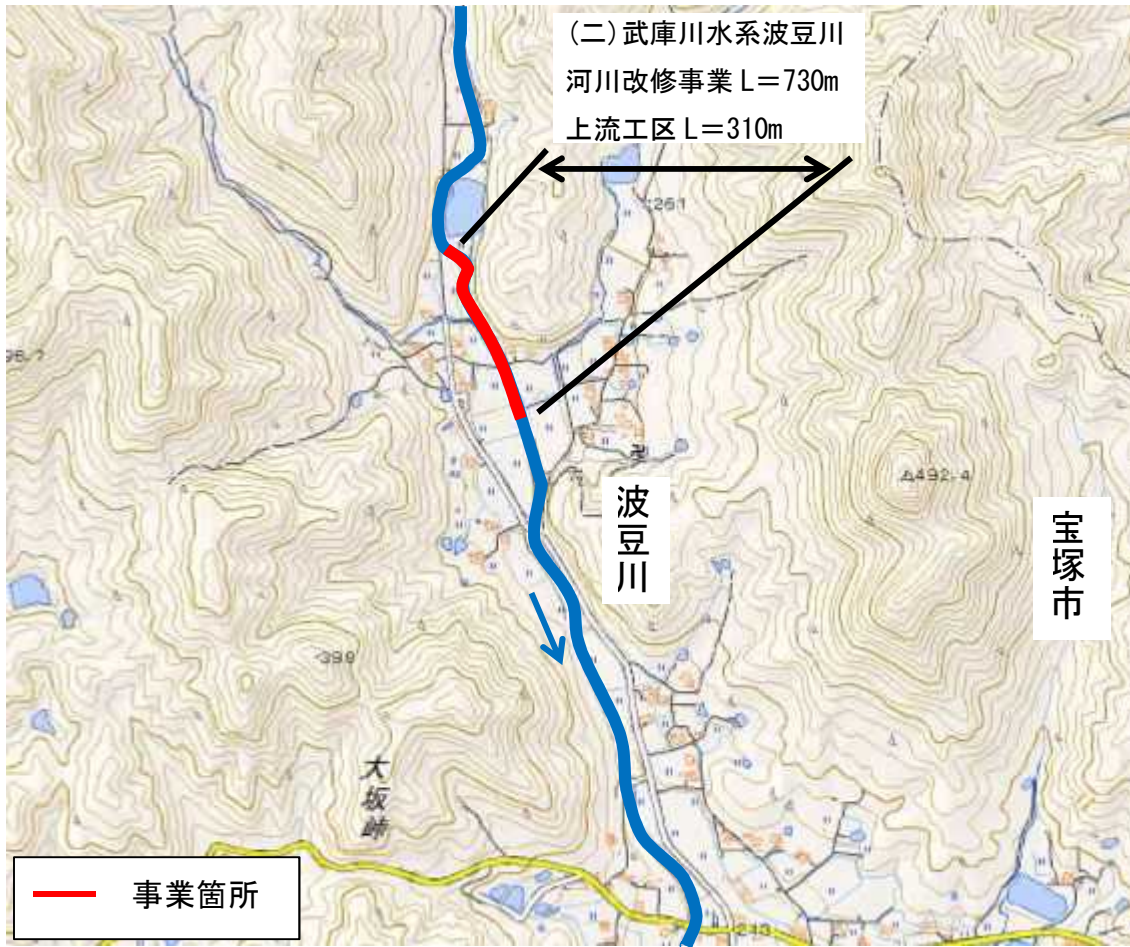 (二)武庫川水系波豆川
河川改修事業 L=730m
上流工区 L=310m
261
96.7
492.4
波豆川
宝塚市
399
大坂峠
213
事業箇所